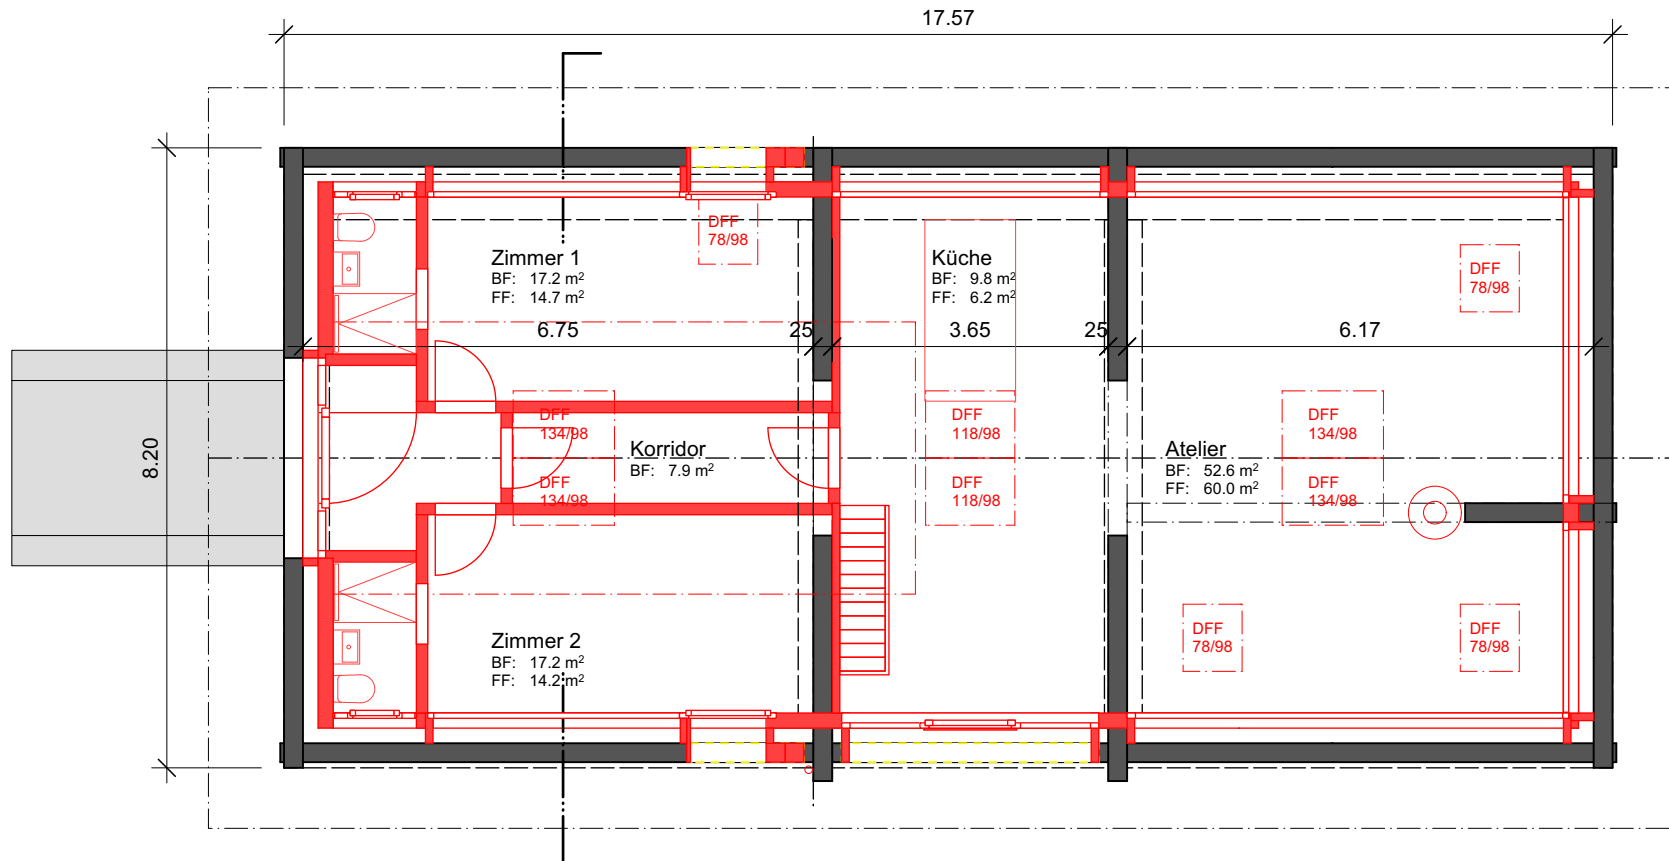 17.57
DFF
78/98
Zimmer 1
BF: 17.2 m²
FF: 14.7 m²
Küche
BF: 9.8 m²
FF: 6.2 m²
DFF
78/98
6.75
25
3.65
25
6.17
DFF
134/98
DFF
118/98
DFF
134/98
8.20
Korridor
BF: 7.9 m²
Atelier
BF: 52.6 m²
FF: 60.0 m²
DFF
134/98
DFF
118/98
DFF
134/98
Zimmer 2
BF: 17.2 m²
FF: 14.2 m²
DFF
78/98
DFF
78/98